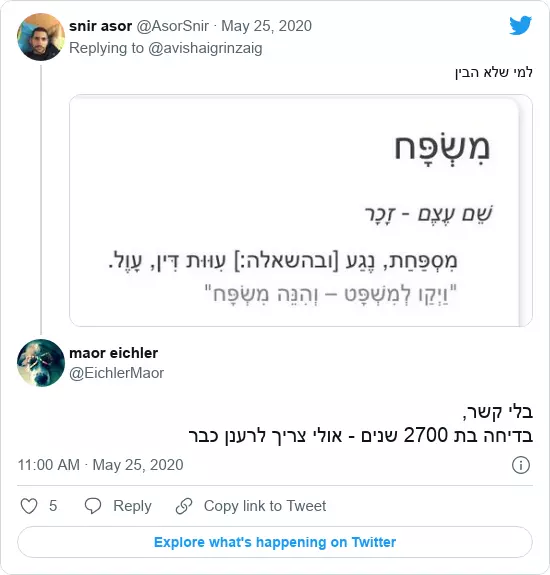 snir asor @AsorSnir · May 25, 2020
Replying to @avishaigrinzaig
למי שלא הבין
מִשְׂפָּח
שֵׁם עֶצֶם - זָכָר
מִסְפַּחַת, נֶגַע [ובהשאלה:] עִוּוּת דִּין, עָוֶל.
"וַיְקַו לְמִשְׁפָּט – וְהִנֵּה מִשְׂפָּח"
maor eichler
@EichlerMaor
בלי קשר,
בדיחה בת 2700 שנים - אולי צריך לרענן כבר
11:00 AM · May 25, 2020
5 Reply Copy link to Tweet
Explore what's happening on Twitter